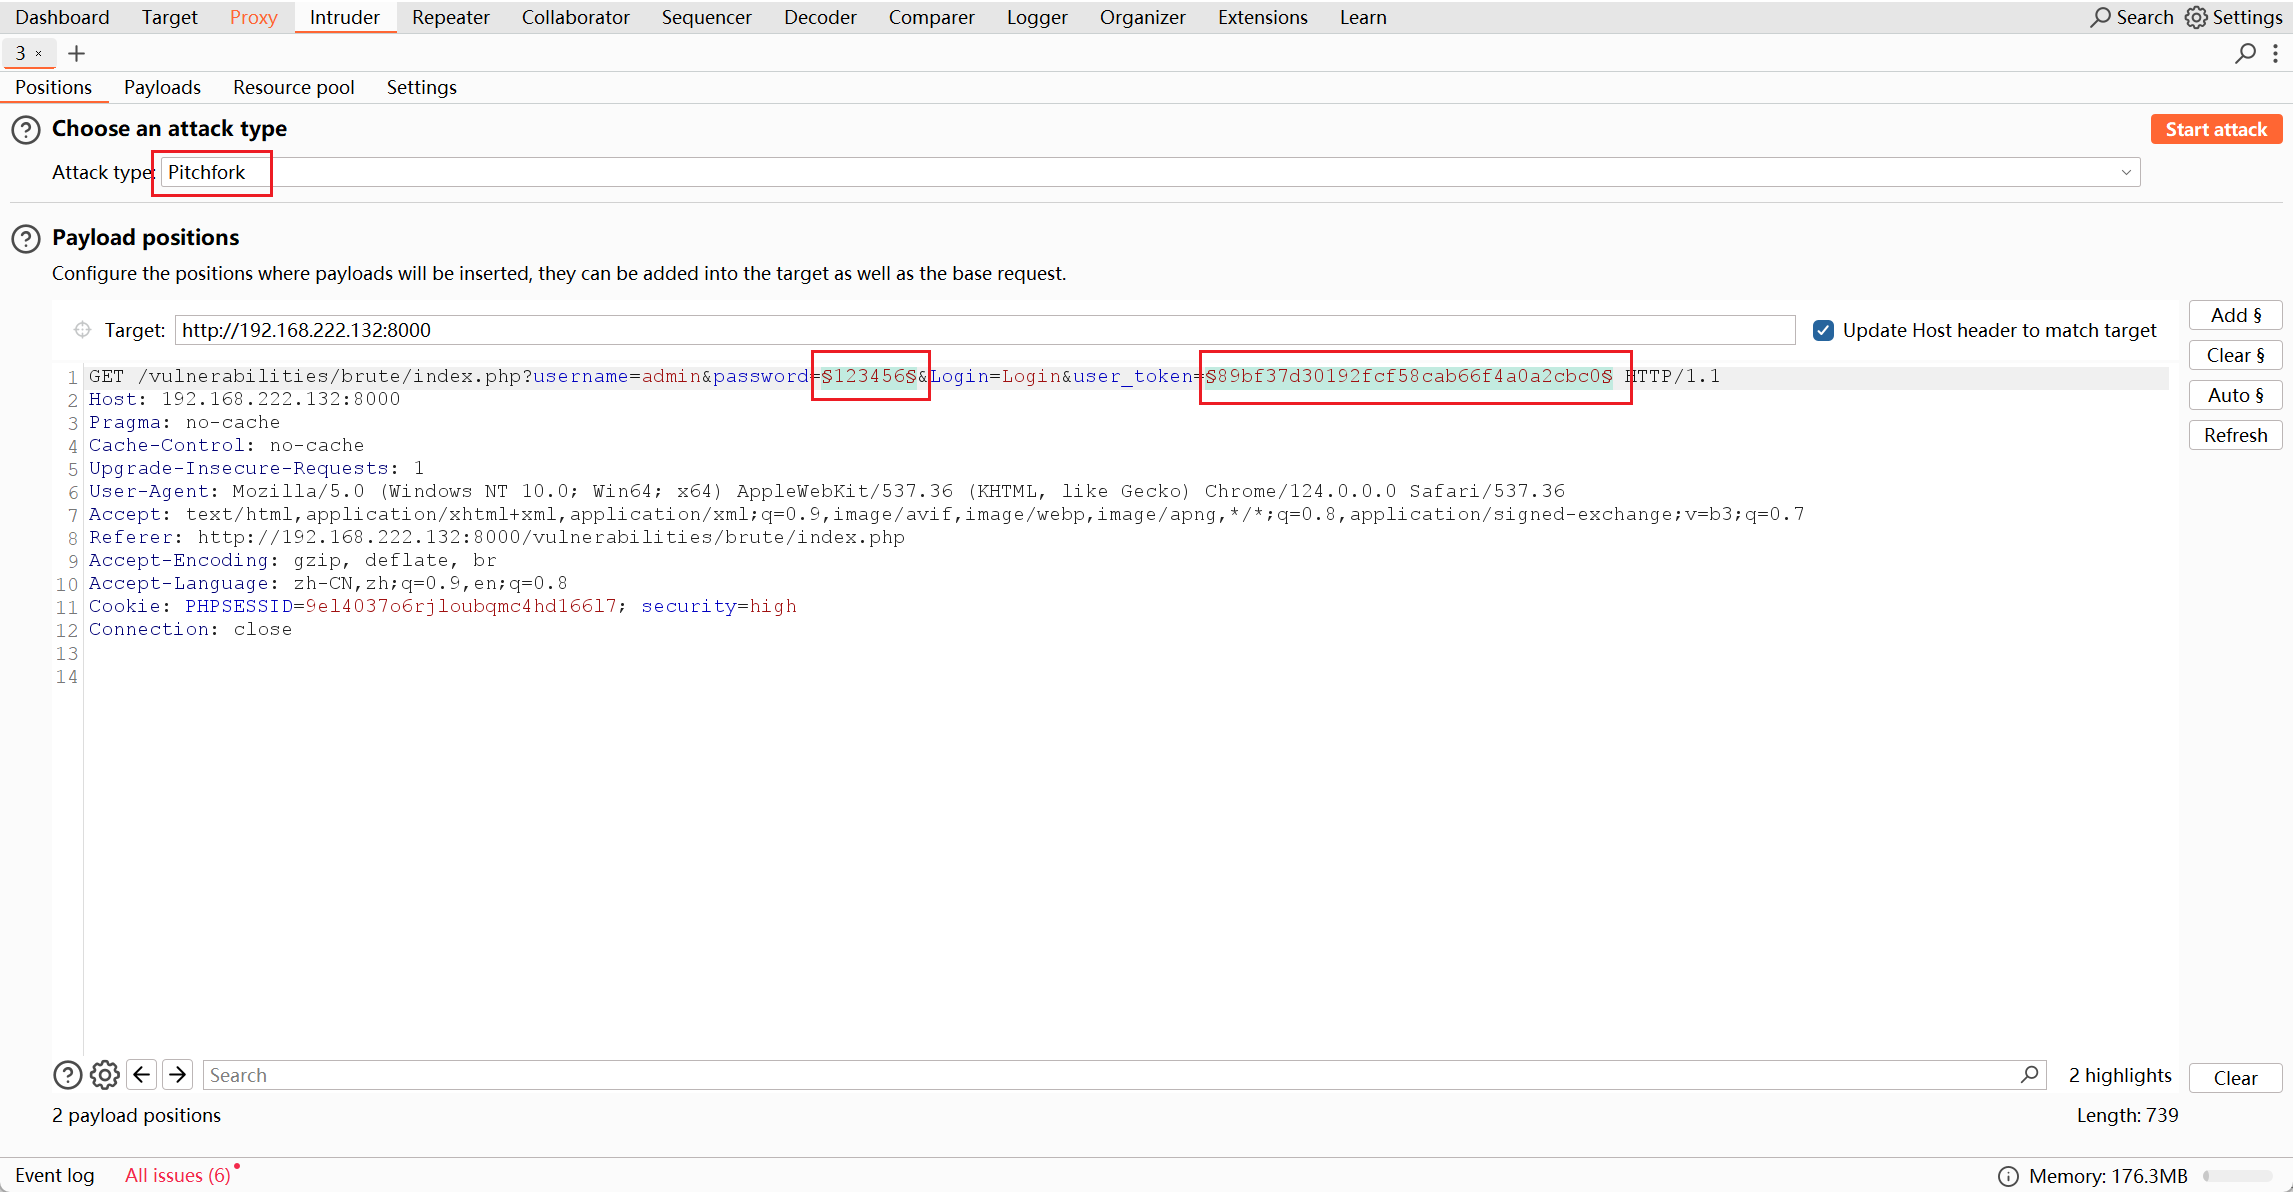 Dashboard Target Proxy Intruder Repeater Collaborator Sequencer Decoder Comparer Logger Organizer Extensions Learn Search Settings
3 × +
Positions Payloads Resource pool Settings
? Choose an attack type Start attack
Attack type: Pitchfork
? Payload positions
Configure the positions where payloads will be inserted, they can be added into the target as well as the base request.
Target: http://192.168.222.132:8000 Update Host header to match target Add §
Clear §
Auto §
Refresh
1 GET /vulnerabilities/brute/index.php?username=admin&password=§123456§&Login=Login&user_token=§89bf37d30192fcf58cab66f4a0a2cbc0§ HTTP/1.1
2 Host: 192.168.222.132:8000
3 Pragma: no-cache
4 Cache-Control: no-cache
5 Upgrade-Insecure-Requests: 1
6 User-Agent: Mozilla/5.0 (Windows NT 10.0; Win64; x64) AppleWebKit/537.36 (KHTML, like Gecko) Chrome/124.0.0.0 Safari/537.36
7 Accept: text/html,application/xhtml+xml,application/xml;q=0.9,image/avif,image/webp,image/apng,*/*;q=0.8,application/signed-exchange;v=b3;q=0.7
8 Referer: http://192.168.222.132:8000/vulnerabilities/brute/index.php
9 Accept-Encoding: gzip, deflate, br
10 Accept-Language: zh-CN,zh;q=0.9,en;q=0.8
11 Cookie: PHPSESSID=9el4037o6rjloubqmc4hd166l7; security=high
12 Connection: close
13
14
? Search 2 highlights Clear
2 payload positions Length: 739
Event log All issues (6) Memory: 176.3MB